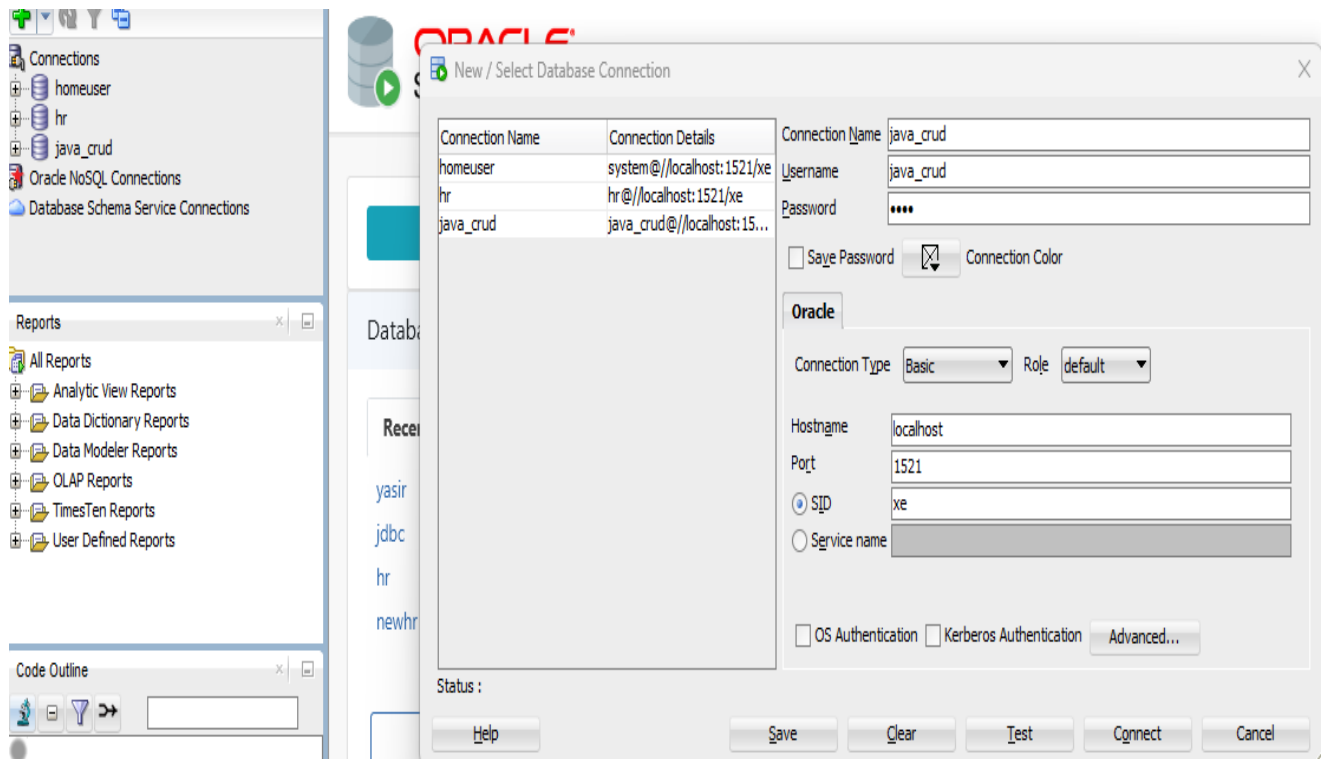 Connections
homeuser
hr
java_crud
Oracle NoSQL Connections
Database Schema Service Connections
Reports
All Reports
Analytic View Reports
Data Dictionary Reports
Data Modeler Reports
OLAP Reports
TimesTen Reports
User Defined Reports
Code Outline
ORACLE
Databa
Recer
yasir
jdbc
hr
newhr
New / Select Database Connection
Connection Name Connection Details
homeuser system@//localhost:1521/xe
hr hr@//localhost:1521/xe
java_crud java_crud@//localhost:15...
Connection Name java_crud
Username java_crud
Password ••••
Save Password Connection Color
Oracle
Connection Type Basic Role default
Hostname localhost
Port 1521
SID xe
Service name
OS Authentication Kerberos Authentication Advanced...
Status :
Help Save Clear Test Connect Cancel